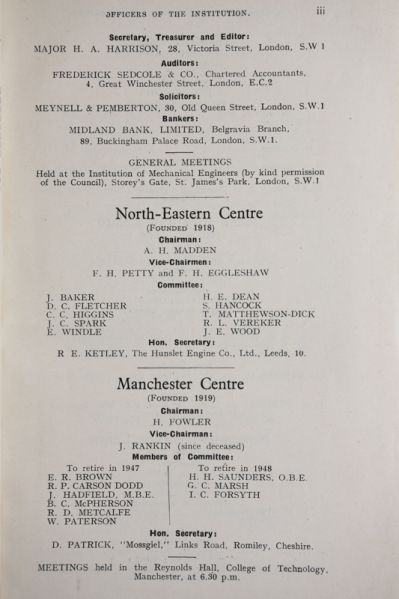 OFFICERS OF THE INSTITUTION.
iii
Secretary, Treasurer and Editor:
MAJOR H. A. HARRISON, 28, Victoria Street, London, S.W 1
Auditors:
FREDERICK SEDCOLE & CO., Chartered Accountants,
4, Great Winchester Street, London, E.C.2
Solicitors:
MEYNELL & PEMBERTON, 30, Old Queen Street, London, S.W.1
Bankers:
MIDLAND BANK, LIMITED, Belgravia Branch,
89, Buckingham Palace Road, London, S.W.1.
GENERAL MEETINGS
Held at the Institution of Mechanical Engineers (by kind permission
of the Council), Storey's Gate, St. James's Park, London, S.W.1
North-Eastern Centre
(FOUNDED 1918)
Chairman:
A. H. MADDEN
Vice-Chairmen:
F. H. PETTY and F. H. EGGLESHAW
Committee:
J. BAKER
D. C. FLETCHER
C. C. HIGGINS
J. C. SPARK
E. WINDLE
H. E. DEAN
S. HANCOCK
T. MATTHEWSON-DICK
R. L. VEREKER
J. E. WOOD
Hon. Secretary:
R E. KETLEY, The Hunslet Engine Co., Ltd., Leeds, 10.
Manchester Centre
(FOUNDED 1919)
Chairman:
H. FOWLER
Vice-Chairman:
J. RANKIN (since deceased)
Members of Committee:
To retire in 1947
E. R. BROWN
R. P. CARSON DODD
J. HADFIELD, M.B.E.
B. C. McPHERSON
R. D. METCALFE
W. PATERSON
To retire in 1948
H. H. SAUNDERS, O.B.E.
G. C. MARSH
I. C. FORSYTH
Hon. Secretary:
D. PATRICK, "Mossgiel," Links Road, Romiley, Cheshire.
MEETINGS held in the Reynolds Hall, College of Technology,
Manchester, at 6.30 p.m.